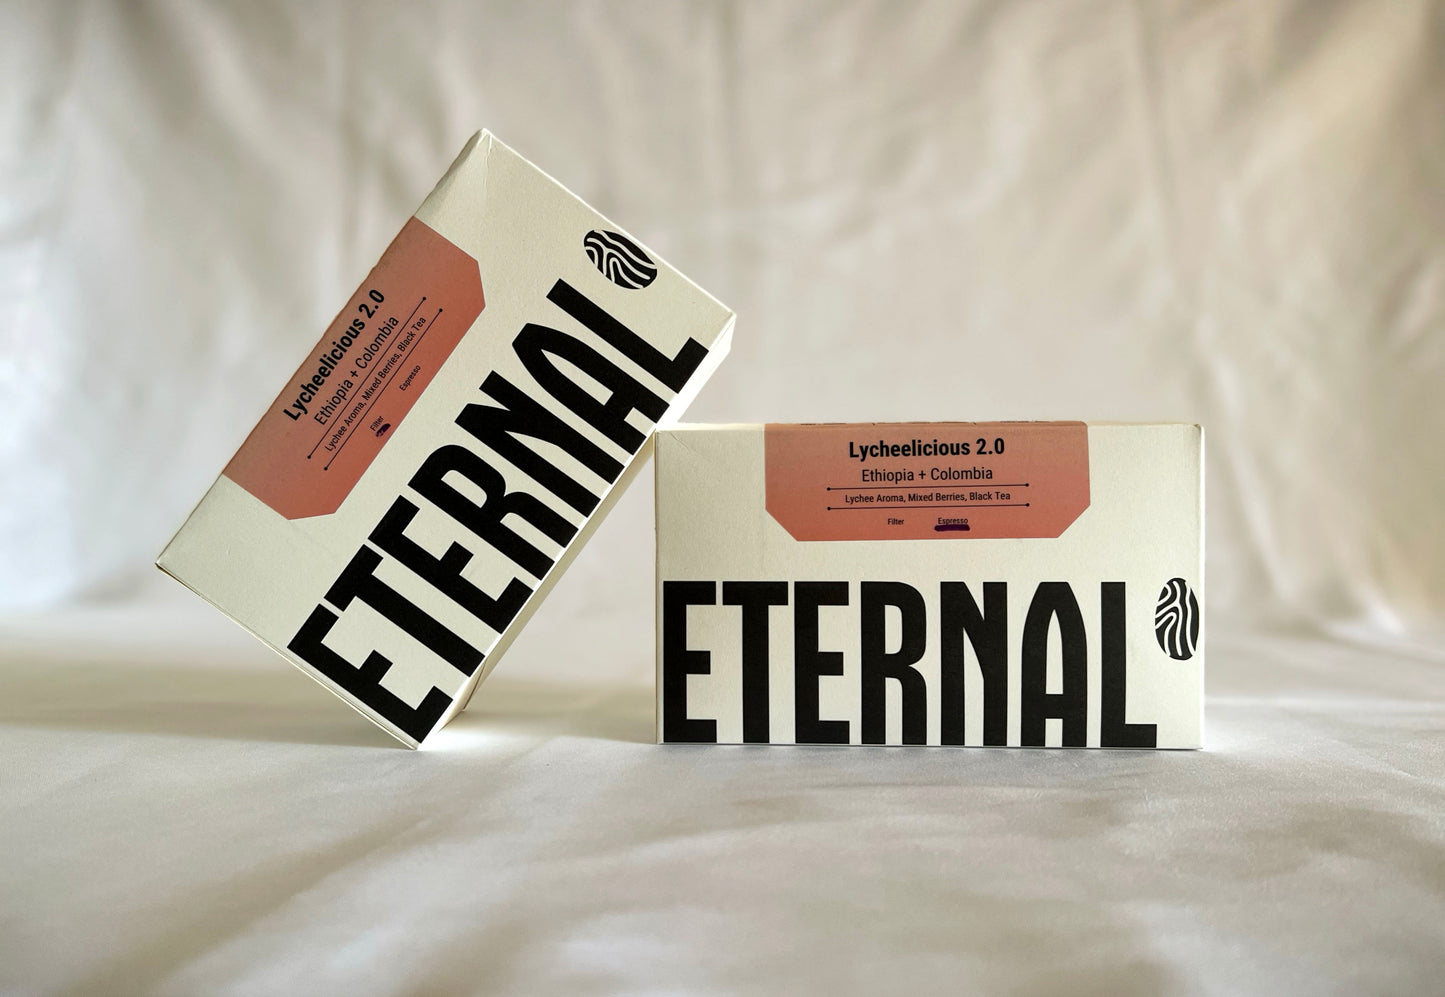 Lycheelicious 2.0
Ethiopia + Colombia
Lychee Aroma, Mixed Berries, Black Tea
Filter Espresso
ETERNAL
Lycheelicious 2.0
Ethiopia + Colombia
Lychee Aroma, Mixed Berries, Black Tea
Filter Espresso
ETERNAL